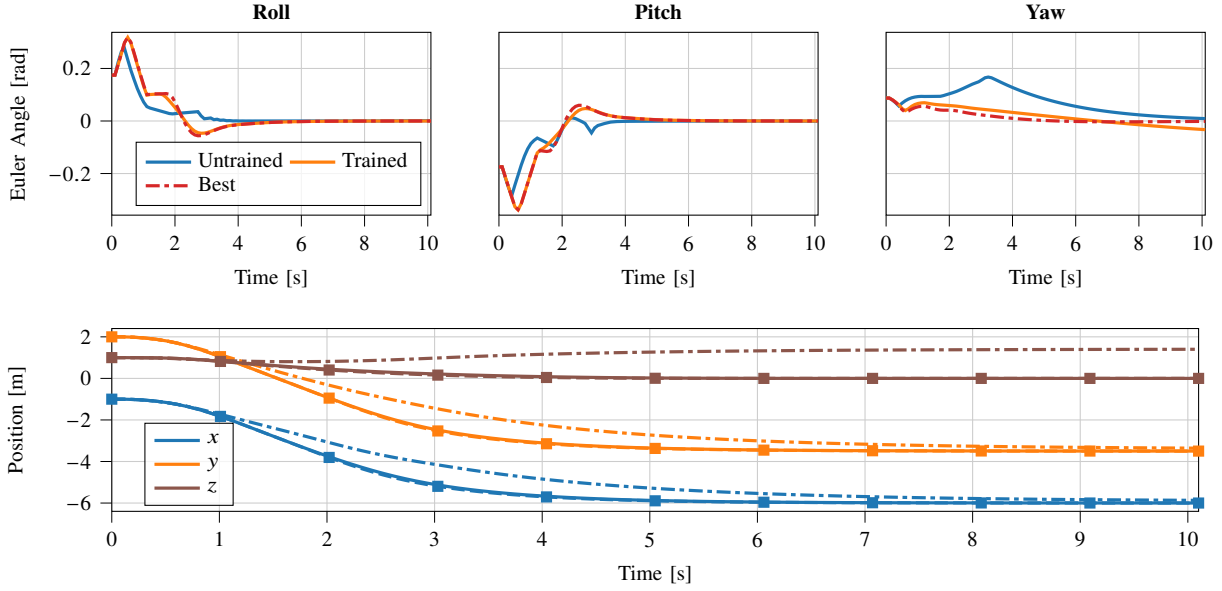 Roll Pitch Yaw
Euler Angle [rad]
0.2
0
−0.2
Untrained Trained
Best
0 2 4 6 8 10 0 2 4 6 8 10 0 2 4 6 8 10
Time [s] Time [s] Time [s]
Position [m]
2
0
−2
−4
−6
x
y
z
0 1 2 3 4 5 6 7 8 9 10
Time [s]